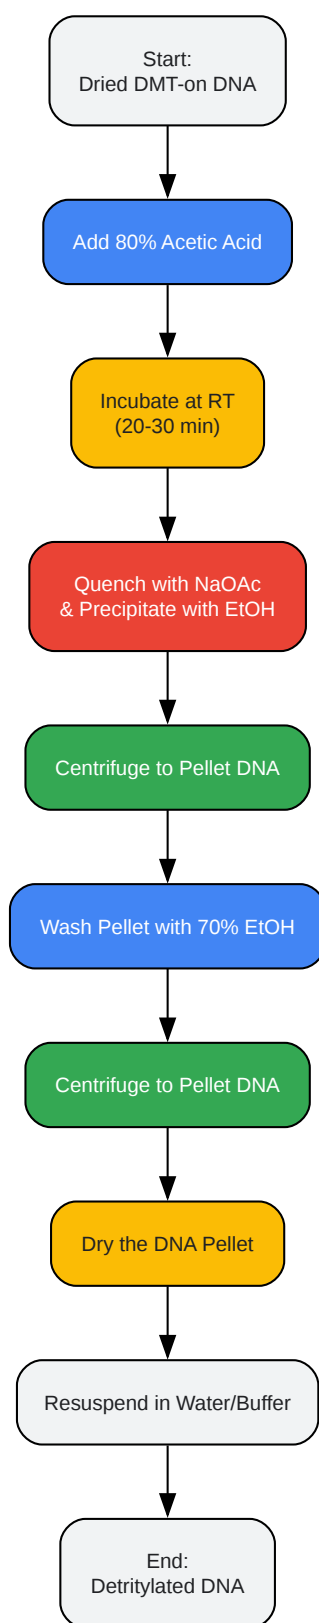 Start:
Dried DMT-on DNA
Add 80% Acetic Acid
Incubate at RT
(20-30 min)
Quench with NaOAc
& Precipitate with EtOH
Centrifuge to Pellet DNA
Wash Pellet with 70% EtOH
Centrifuge to Pellet DNA
Dry the DNA Pellet
Resuspend in Water/Buffer
End:
Detritylated DNA